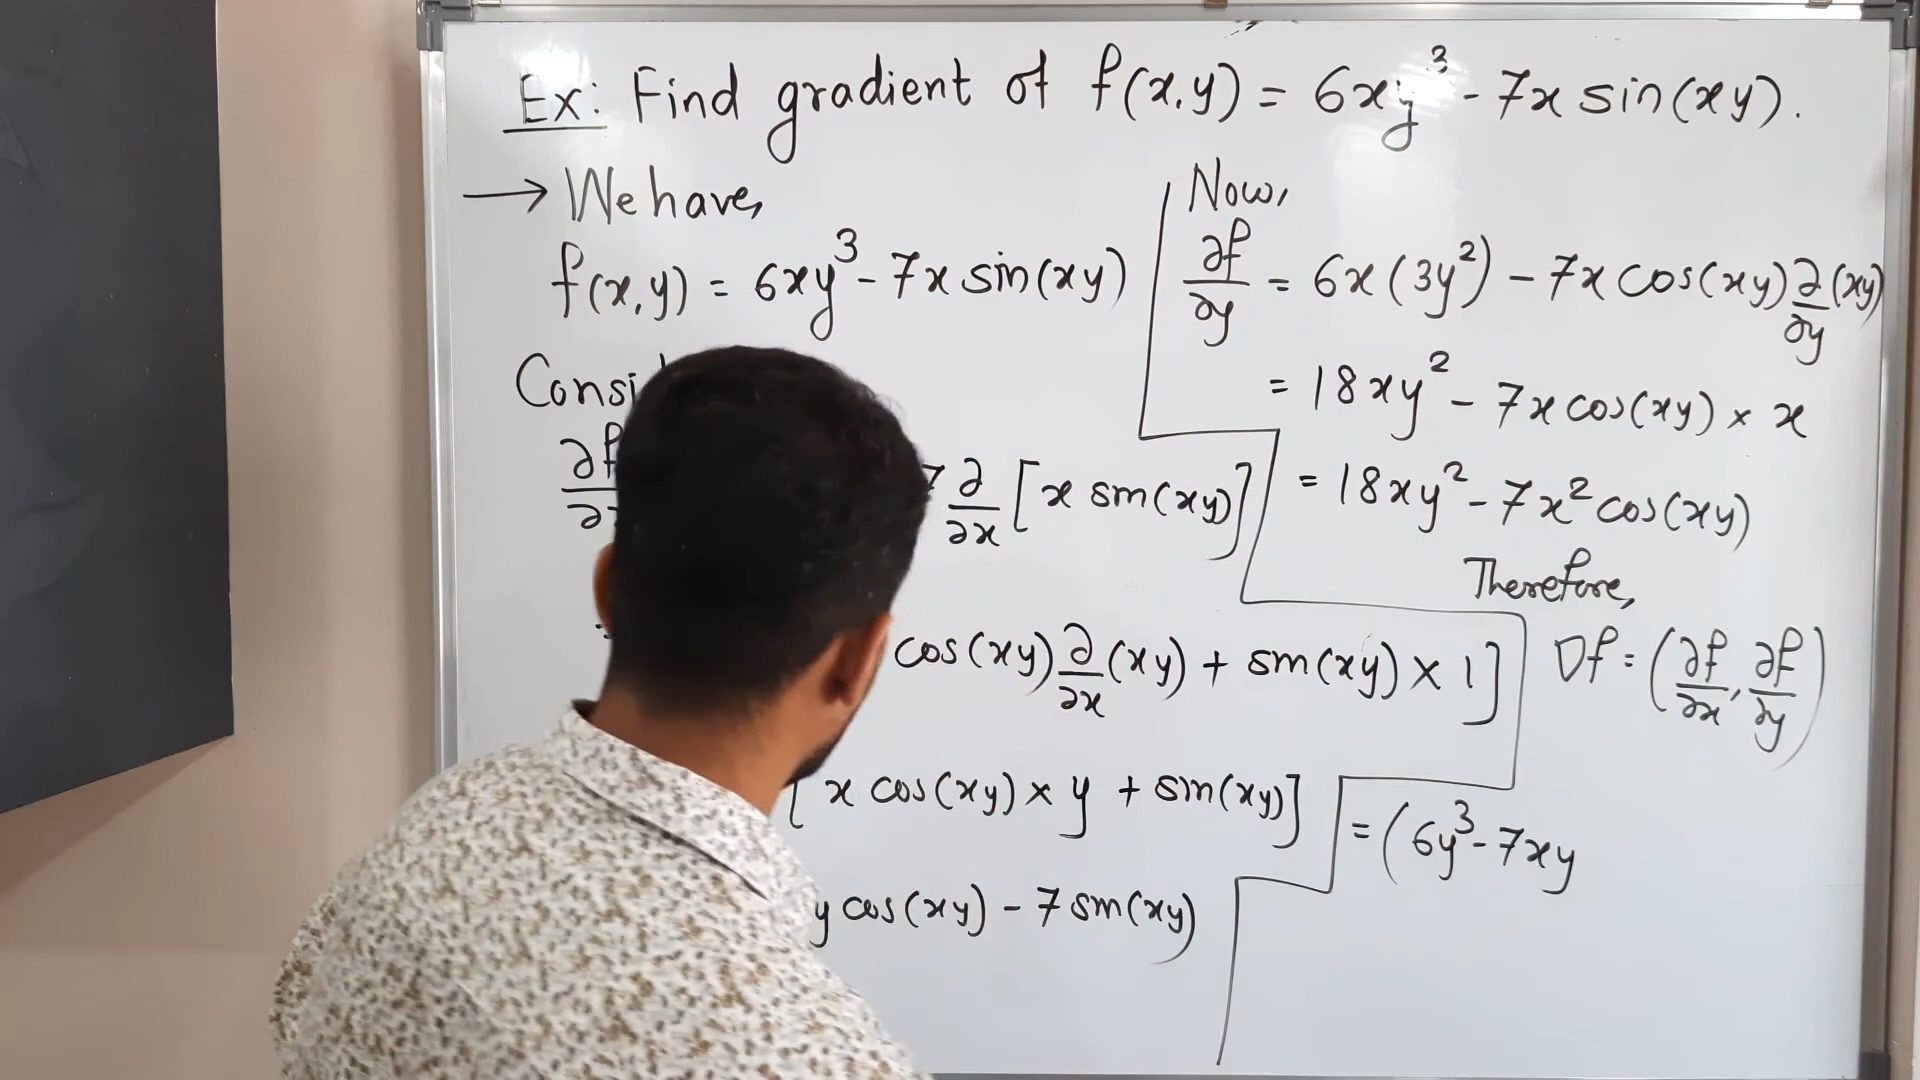 Ex: Find gradient of f(x,y) = 6xy³ - 7x sin(xy).
→ We have,
f(x,y) = 6xy³ - 7x sin(xy)
∂/∂x [x sin(xy)]
cos(xy) ∂/∂x (xy) + sin(xy) × 1]
[x cos(xy) × y + sin(xy)]
y cos(xy) - 7 sin(xy)
Now,
∂f/∂y = 6x(3y²) - 7x cos(xy) ∂/∂y (xy)
= 18xy² - 7x cos(xy) × x
= 18xy² - 7x² cos(xy)
Therefore,
∇f = (∂f/∂x, ∂f/∂y)
= (6y³ - 7xy